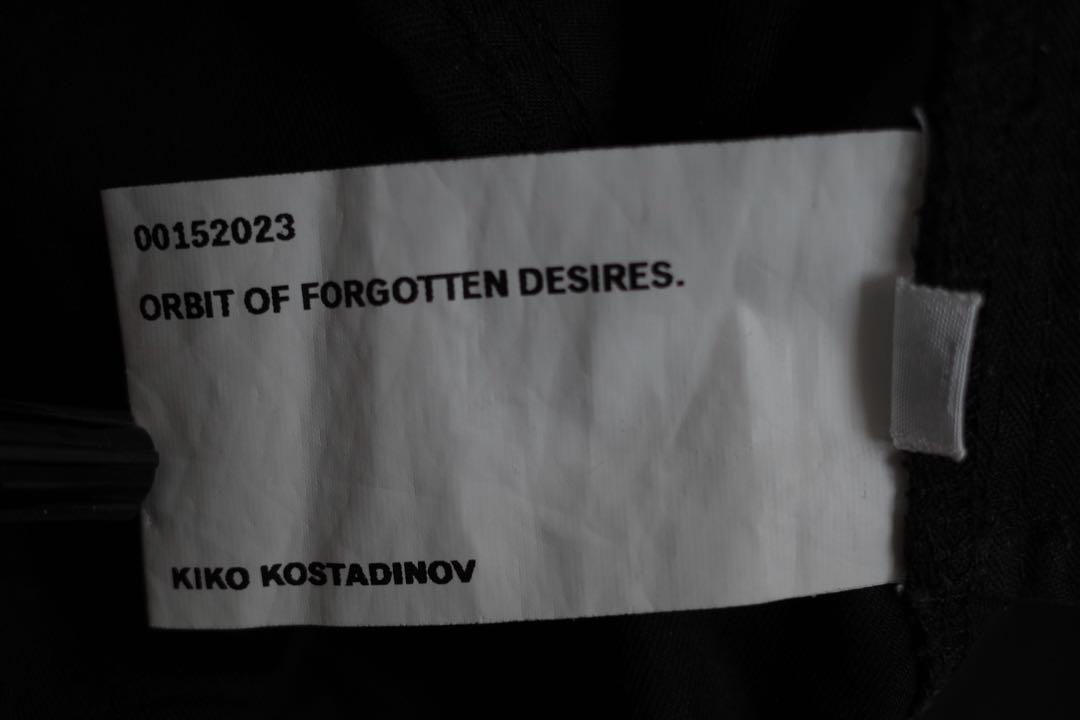 00152023
ORBIT OF FORGOTTEN DESIRES.
KIKO KOSTADINOV